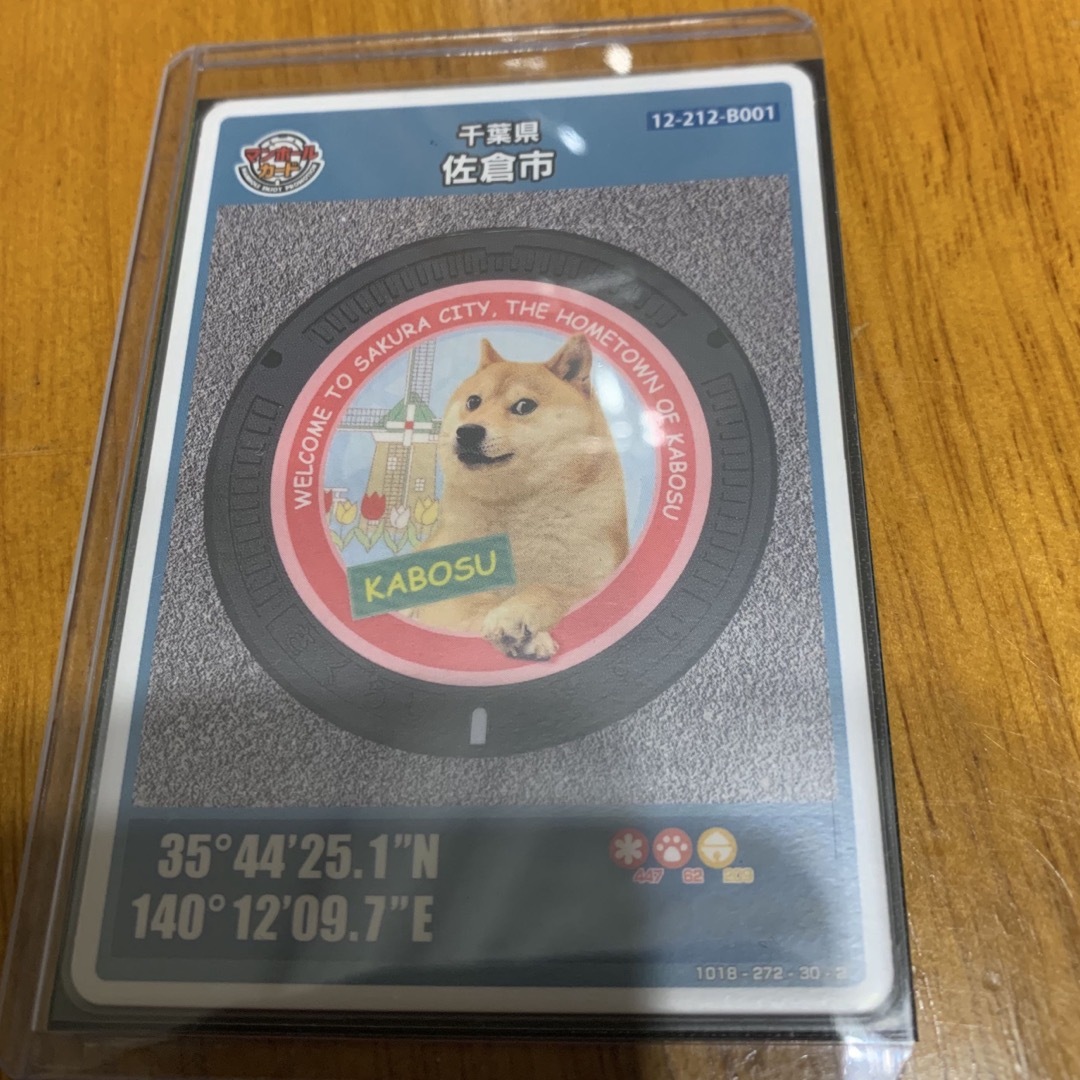 マンホール
カード
千葉県
佐倉市
12-212-B001
WELCOME TO SAKURA CITY, THE HOMETOWN OF KABOSU
KABOSU
35°44'25.1"N
140°12'09.7"E
447 62 209
1018 - 272 - 30 - 2